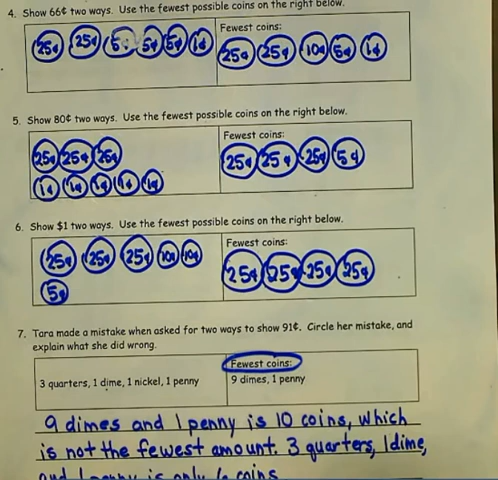 4. Show 66¢ two ways. Use the fewest possible coins on the right below.
Fewest coins:
25¢ 25¢ 5¢ 5¢ 5¢ 1¢
25¢ 25¢ 10¢ 5¢ 1¢
5. Show 80¢ two ways. Use the fewest possible coins on the right below.
Fewest coins:
25¢ 25¢ 25¢
1¢ 1¢ 1¢ 1¢ 1¢
25¢ 25¢ 25¢ 5¢
6. Show $1 two ways. Use the fewest possible coins on the right below.
Fewest coins:
25¢ 25¢ 25¢ 10¢ 10¢
5¢
25¢ 25¢ 25¢ 25¢
7. Tara made a mistake when asked for two ways to show 91¢. Circle her mistake, and
explain what she did wrong.
Fewest coins:
3 quarters, 1 dime, 1 nickel, 1 penny
9 dimes, 1 penny
9 dimes and 1 penny is 10 coins, which
is not the fewest amount. 3 quarters, 1 dime,
and 1 penny is only 6 coins